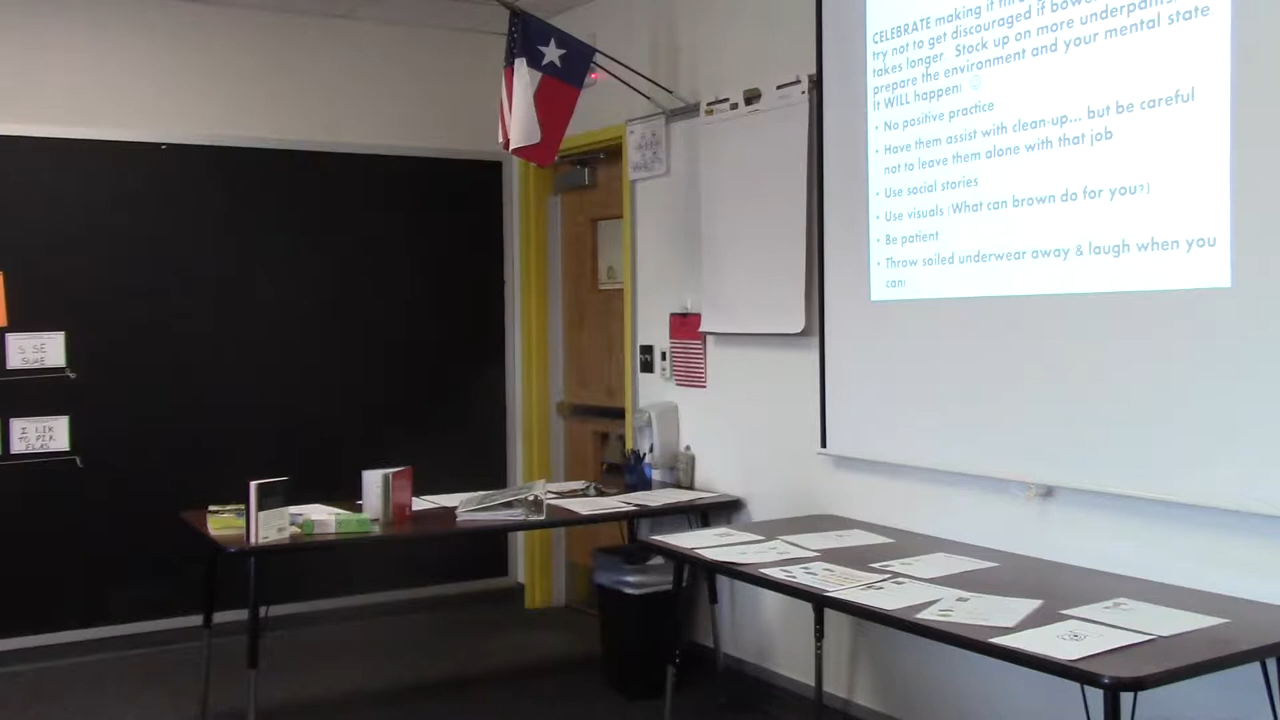 CELEBRATE making it
try not to get discouraged if
takes longer. Stock up on more underpants,
prepare the environment and your mental state
it WILL happen!
• No positive practice
• Have them assist with clean-up... but be careful
not to leave them alone with that job
• Use social stories
• Use visuals (What can brown do for you?)
• Be patient
• Throw soiled underwear away & laugh when you
can!
I LIK
TO PIK
FLAS